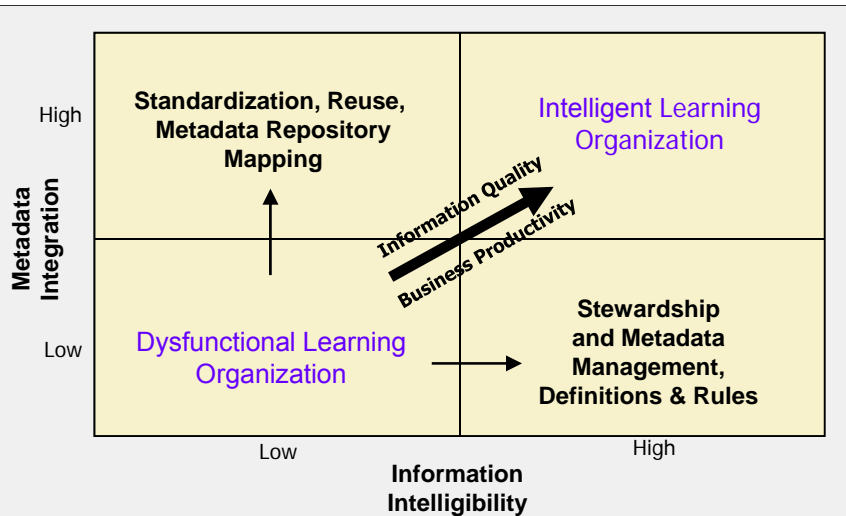 High
Standardization, Reuse,
Metadata Repository
Mapping
Intelligent Learning
Organization
Information Quality
Business Productivity
Metadata
Integration
Low
Dysfunctional Learning
Organization
Stewardship
and Metadata
Management,
Definitions & Rules
Low
High
Information
Intelligibility